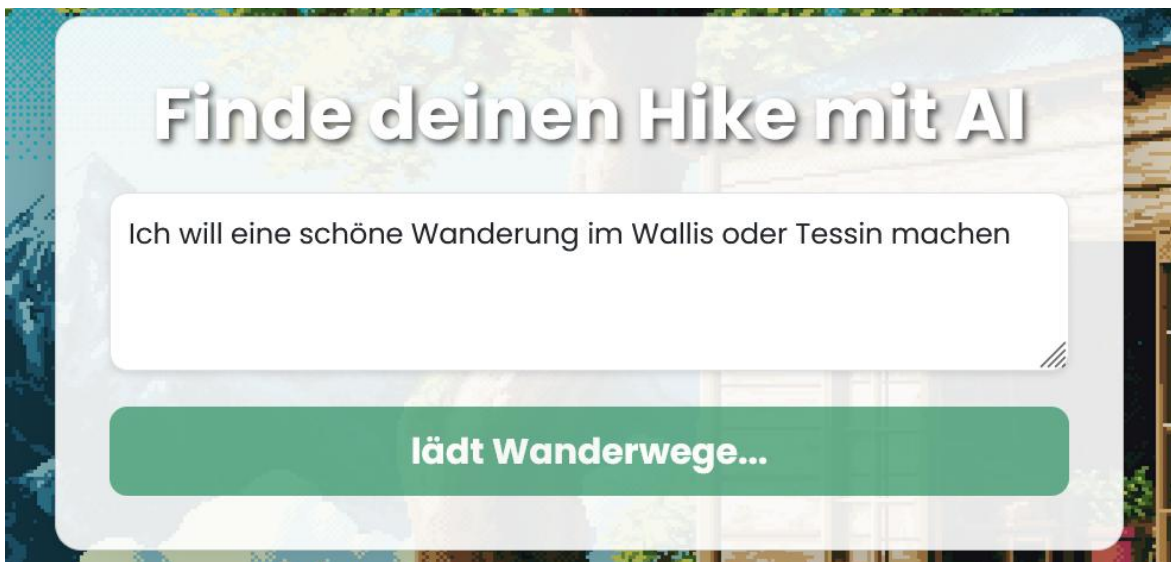 Finde deinen Hike mit AI
Ich will eine schöne Wanderung im Wallis oder Tessin machen
lädt Wanderwege...